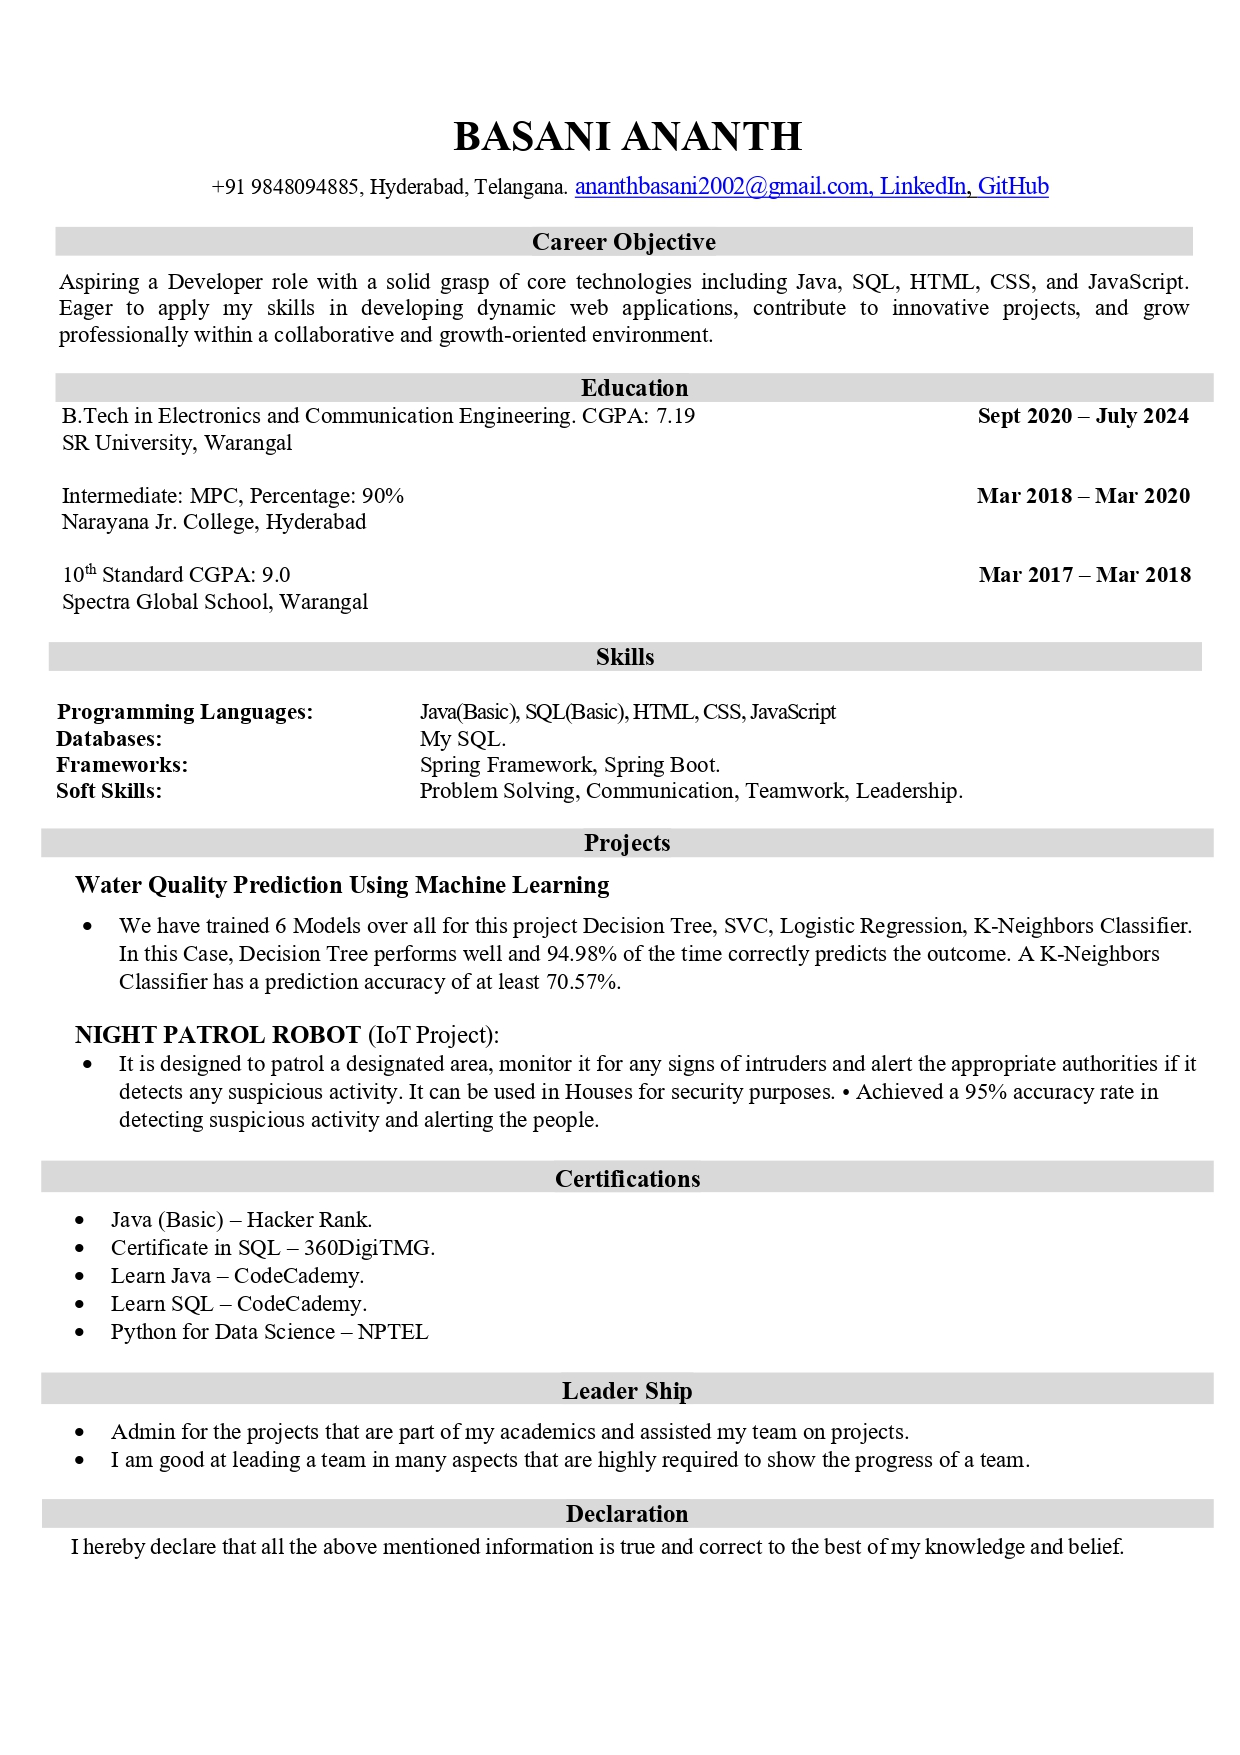 BASANI ANANTH
+91 9848094885, Hyderabad, Telangana. ananthbasani2002@gmail.com, LinkedIn, GitHub
Career Objective
Aspiring a Developer role with a solid grasp of core technologies including Java, SQL, HTML, CSS, and JavaScript.
Eager to apply my skills in developing dynamic web applications, contribute to innovative projects, and grow
professionally within a collaborative and growth-oriented environment.
Education
B.Tech in Electronics and Communication Engineering. CGPA: 7.19 Sept 2020 – July 2024
SR University, Warangal
Intermediate: MPC, Percentage: 90% Mar 2018 – Mar 2020
Narayana Jr. College, Hyderabad
10th Standard CGPA: 9.0 Mar 2017 – Mar 2018
Spectra Global School, Warangal
Skills
Programming Languages: Java(Basic), SQL(Basic), HTML, CSS, JavaScript
Databases: My SQL.
Frameworks: Spring Framework, Spring Boot.
Soft Skills: Problem Solving, Communication, Teamwork, Leadership.
Projects
Water Quality Prediction Using Machine Learning
• We have trained 6 Models over all for this project Decision Tree, SVC, Logistic Regression, K-Neighbors Classifier.
In this Case, Decision Tree performs well and 94.98% of the time correctly predicts the outcome. A K-Neighbors
Classifier has a prediction accuracy of at least 70.57%.
NIGHT PATROL ROBOT (IoT Project):
• It is designed to patrol a designated area, monitor it for any signs of intruders and alert the appropriate authorities if it
detects any suspicious activity. It can be used in Houses for security purposes. • Achieved a 95% accuracy rate in
detecting suspicious activity and alerting the people.
Certifications
• Java (Basic) – Hacker Rank.
• Certificate in SQL – 360DigiTMG.
• Learn Java – CodeCademy.
• Learn SQL – CodeCademy.
• Python for Data Science – NPTEL
Leader Ship
• Admin for the projects that are part of my academics and assisted my team on projects.
• I am good at leading a team in many aspects that are highly required to show the progress of a team.
Declaration
I hereby declare that all the above mentioned information is true and correct to the best of my knowledge and belief.